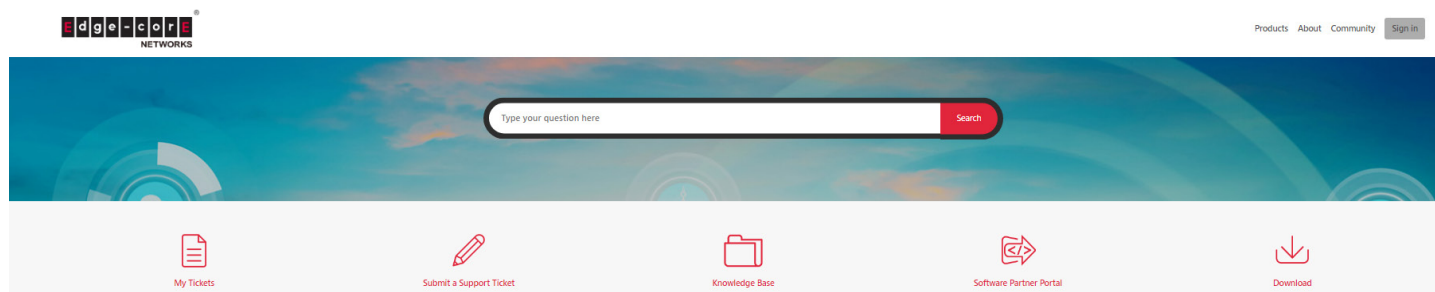 Edge-corE®
NETWORKS
Products About Community Sign in
Type your question here Search
</>
My Tickets Submit a Support Ticket Knowledge Base Software Partner Portal Download